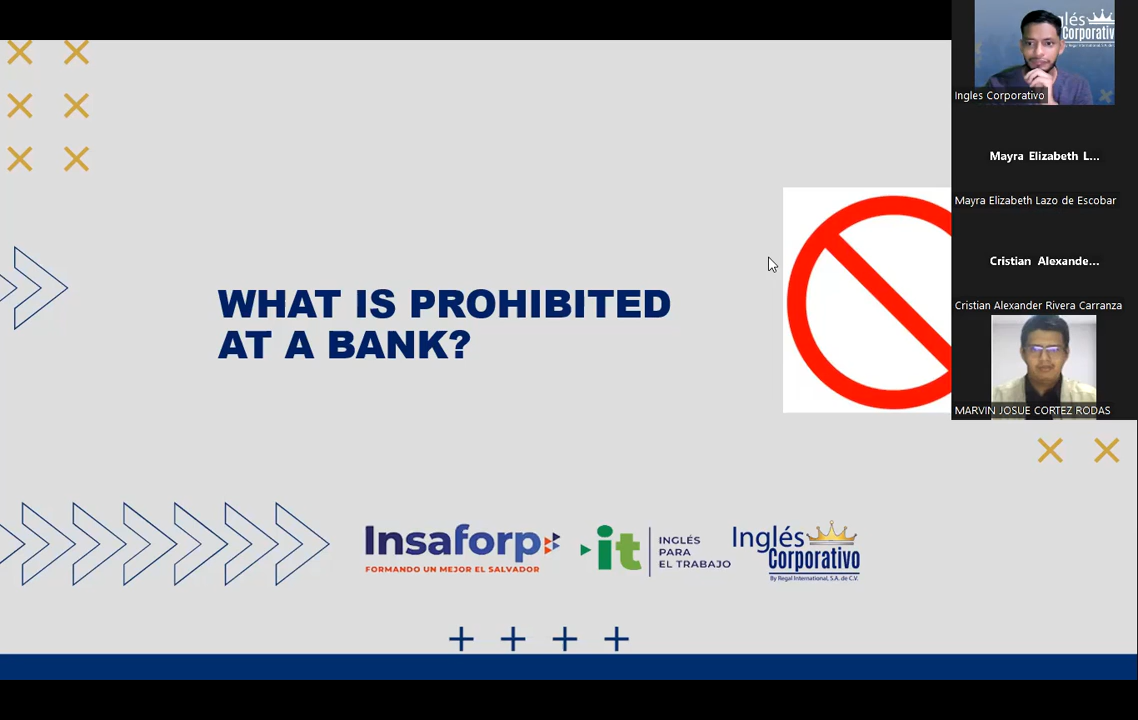 WHAT IS PROHIBITED
AT A BANK?
Insaforp
FORMANDO UN MEJOR EL SALVADOR
it
INGLÉS
PARA
EL TRABAJO
Inglés
Corporativo
By Regal International, S.A. de C.V.
Ingles Corporativo
Mayra Elizabeth L...
Mayra Elizabeth Lazo de Escobar
Cristian Alexande...
Cristian Alexander Rivera Carranza
MARVIN JOSUE CORTEZ RODAS